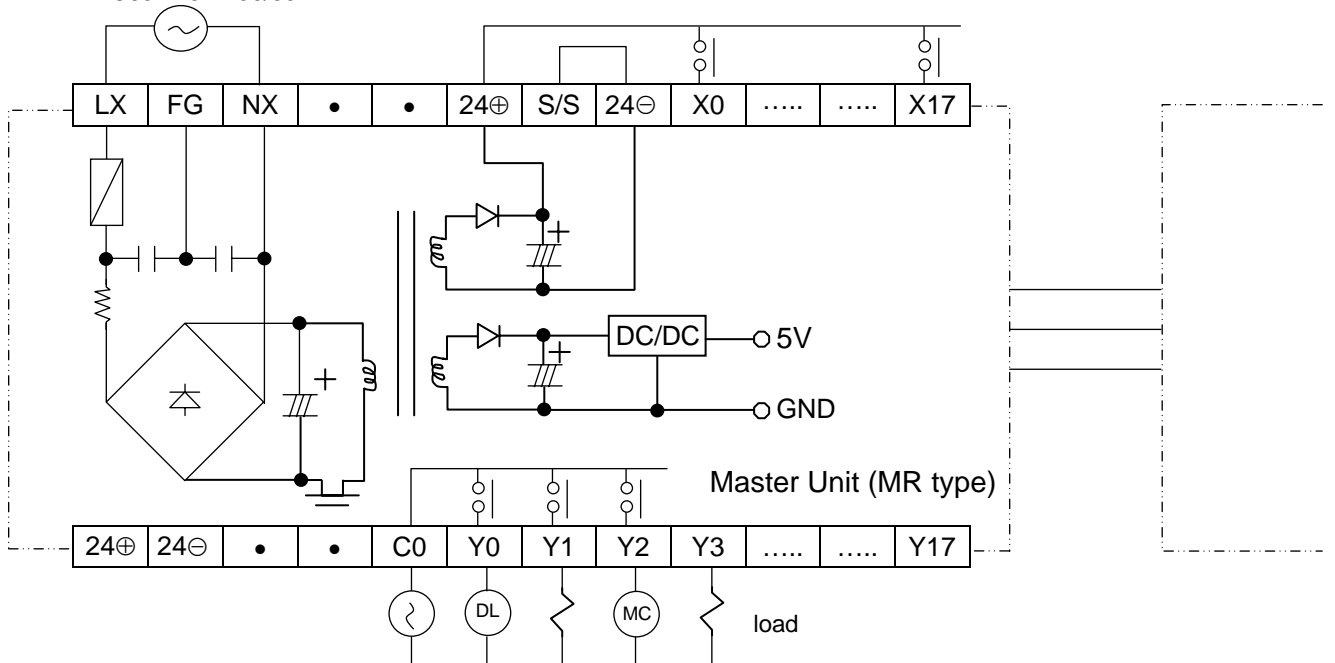 LX FG NX • • 24⊕ S/S 24⊖ X0 ..... ..... X17
+
DC/DC 5V
+
+
GND
Master Unit (MR type)
24⊕ 24⊖ • • C0 Y0 Y1 Y2 Y3 ..... ..... Y17
DL MC load